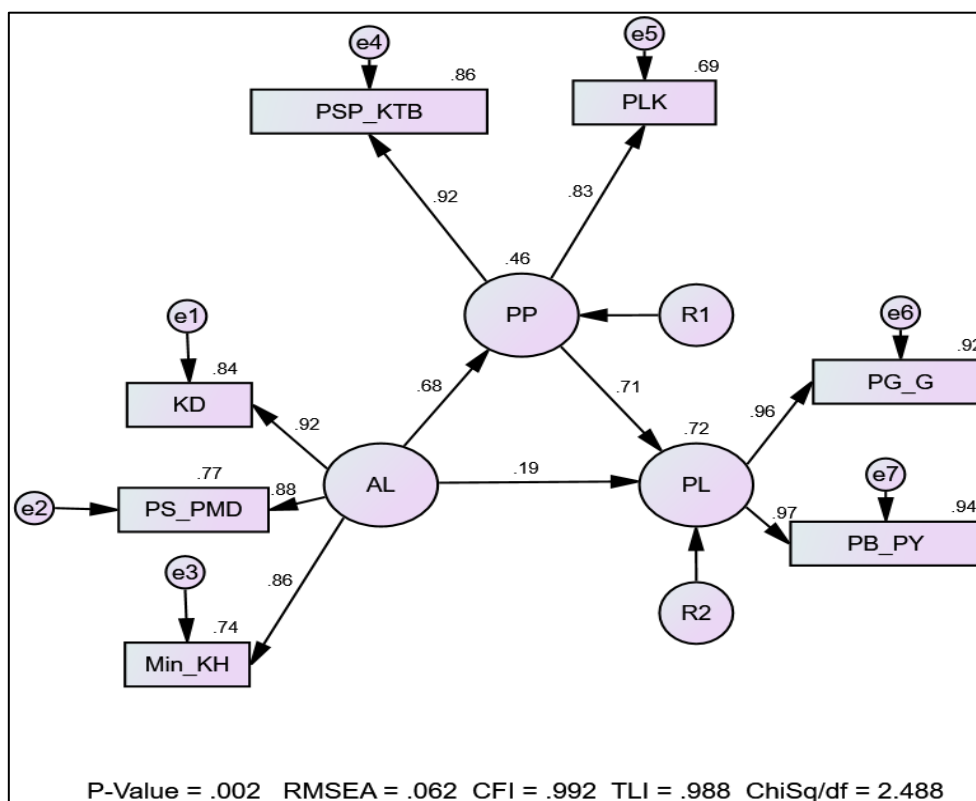 e4
e5
.86
.69
PSP_KTB
PLK
.92
.83
.46
e1
PP
R1
e6
.84
.92
KD
.68
.71
PG_G
.92
.96
.77
.72
e7
.88
AL
.19
PL
.94
e2
PS_PMD
.97
PB_PY
e3
.86
R2
.74
Min_KH
P-Value = .002 RMSEA = .062 CFI = .992 TLI = .988 ChiSq/df = 2.488